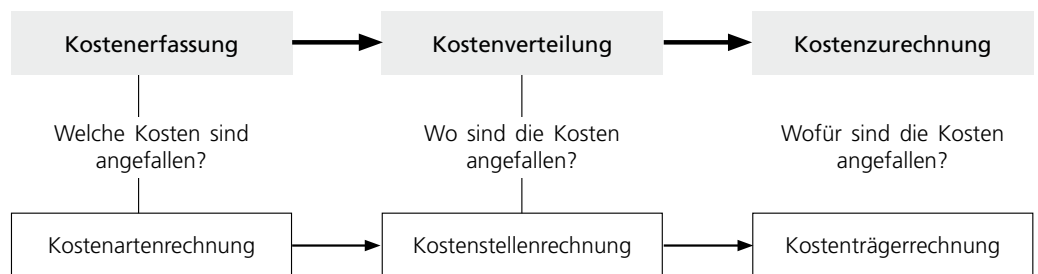 Kostenerfassung
Kostenverteilung
Kostenzurechnung
Welche Kosten sind
angefallen?
Wo sind die Kosten
angefallen?
Wofür sind die Kosten
angefallen?
Kostenartenrechnung
Kostenstellenrechnung
Kostenträgerrechnung